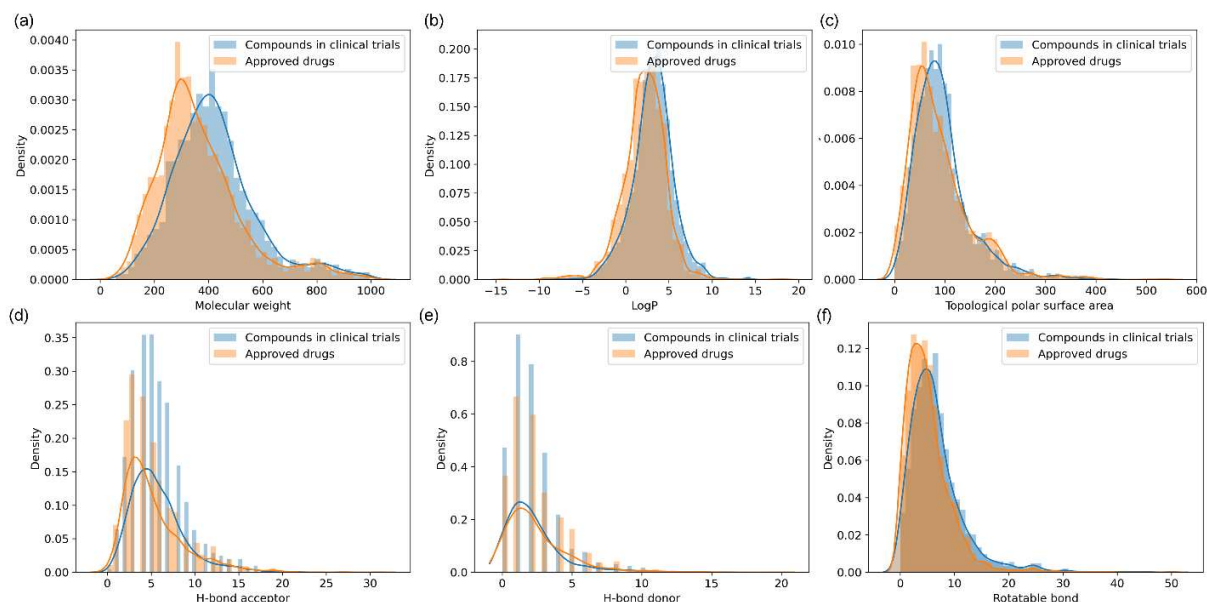 (a)
Density
0.0040
0.0035
0.0030
0.0025
0.0020
0.0015
0.0010
0.0005
0.0000
Compounds in clinical trials
Approved drugs
0 200 400 600 800 1000
Molecular weight
(b)
Density
0.200
0.175
0.150
0.125
0.100
0.075
0.050
0.025
0.000
Compounds in clinical trials
Approved drugs
−15 −10 −5 0 5 10 15 20
LogP
(c)
0.010
0.008
0.006
0.004
0.002
0.000
Compounds in clinical trials
Approved drugs
0 100 200 300 400 500 600
Topological polar surface area
(d)
Density
0.35
0.30
0.25
0.20
0.15
0.10
0.05
0.00
Compounds in clinical trials
Approved drugs
0 5 10 15 20 25 30
H-bond acceptor
(e)
Density
0.8
0.6
0.4
0.2
0.0
Compounds in clinical trials
Approved drugs
0 5 10 15 20
H-bond donor
(f)
Density
0.12
0.10
0.08
0.06
0.04
0.02
0.00
Compounds in clinical trials
Approved drugs
0 10 20 30 40 50
Rotatable bond